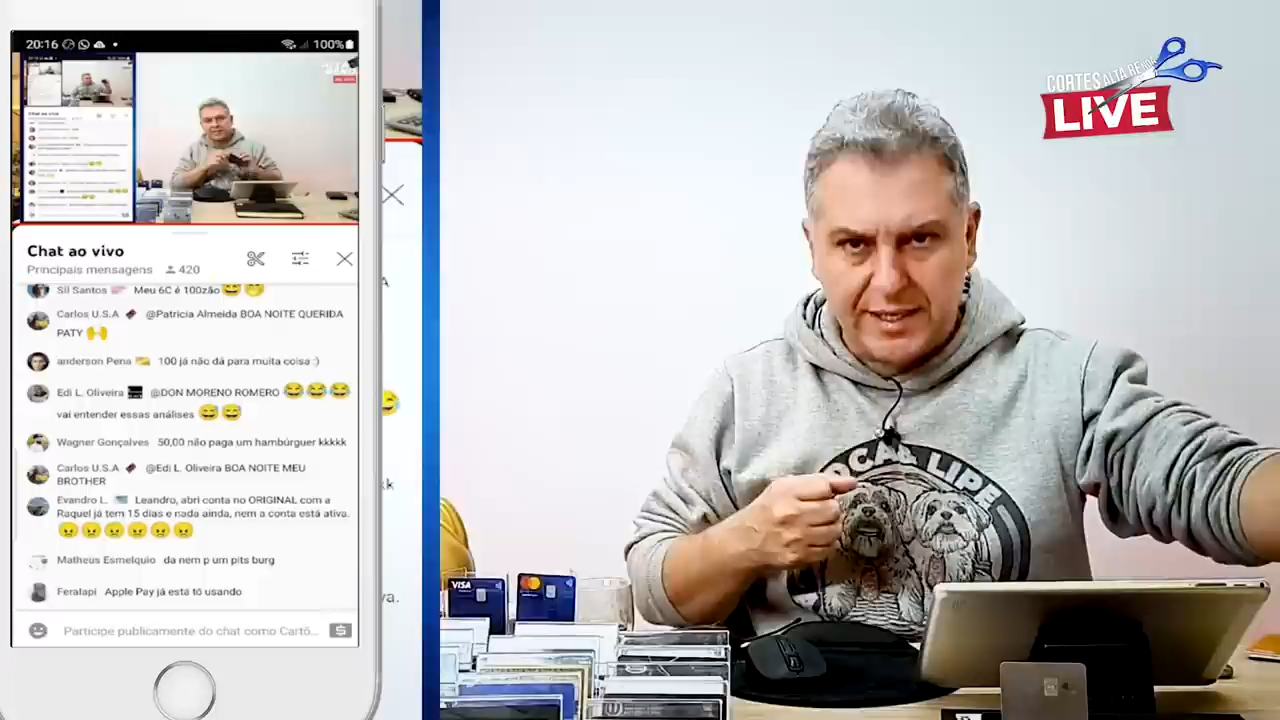 20:16
100%
Chat ao vivo
Principais mensagens 420
Sil Santos Meu 6C é 100zão
Carlos U.S.A @Patricia Almeida BOA NOITE QUERIDA
PATY
anderson Pena 100 já não dá para muita coisa :)
Edi L. Oliveira @DON MORENO ROMERO
vai entender essas análises
Wagner Gonçalves 50,00 não paga um hambúrguer kkkkk
Carlos U.S.A @Edi L. Oliveira BOA NOITE MEU
BROTHER
Evandro L. Leandro, abri conta no ORIGINAL com a
Raquel já tem 15 dias e nada ainda, nem a conta está ativa.
Matheus Esmelquio da nem p um pits burg
Feralapi Apple Pay já está tô usando
Participe publicamente do chat como Cartõ...
va.
CORTES ALTA RENDA
LIVE
LIPE
VISA